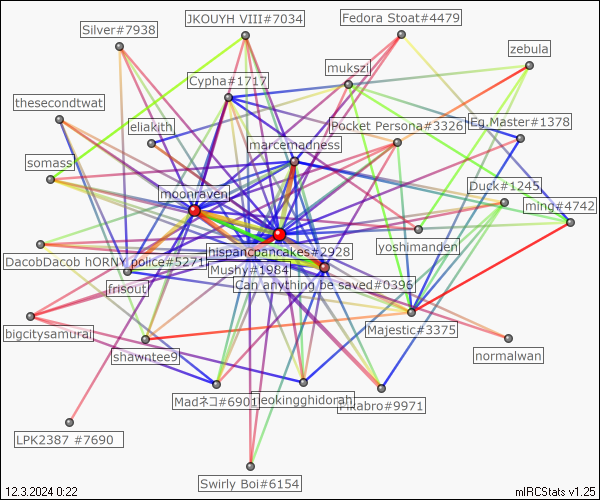 JKOUYH VIII#7034
Fedora Stoat#4479
Silver#7938
zebula
mukszi
Cypha#1717
thesecondtwat
eliakith
Pocket Persona#3326
Eg.Master#1378
marcemadness
somass
Duck#1245
moonraven
ming#4742
yoshimanden
hispancpancakes#2928
DacobDacob hORNY police#5271
Mushy#1984
Can anything be saved#0396
frisout
bigcitysamurai
Majestic#3375
shawntee9
normalwan
Madネコ#6901
eokingghidorah
Pikabro#9971
LPK2387 #7690
Swirly Boi#6154
12.3.2024 0:22
mIRCStats v1.25